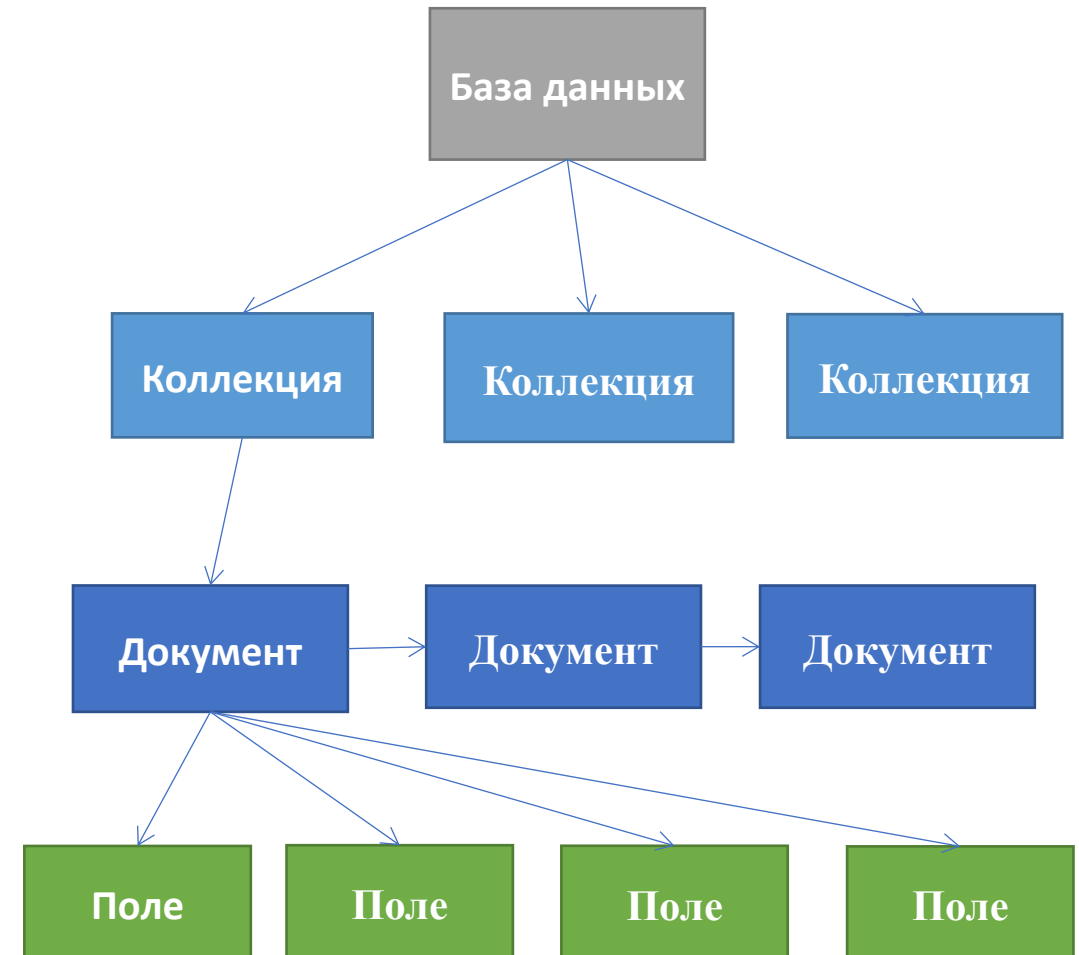 База данных
Коллекция
Коллекция
Коллекция
Документ
Документ
Документ
Поле
Поле
Поле
Поле